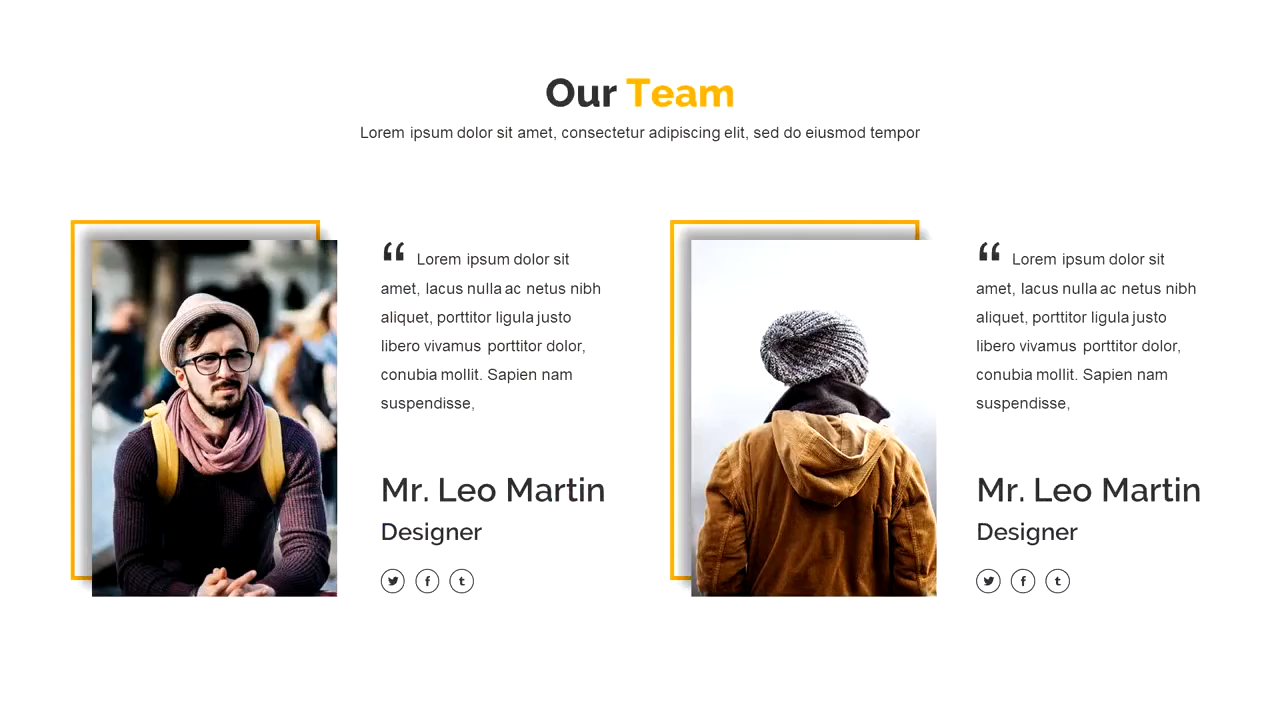 Our Team
Lorem ipsum dolor sit amet, consectetur adipiscing elit, sed do eiusmod tempor
“ Lorem ipsum dolor sit
amet, lacus nulla ac netus nibh
aliquet, porttitor ligula justo
libero vivamus porttitor dolor,
conubia mollit. Sapien nam
suspendisse,
Mr. Leo Martin
Designer
“ Lorem ipsum dolor sit
amet, lacus nulla ac netus nibh
aliquet, porttitor ligula justo
libero vivamus porttitor dolor,
conubia mollit. Sapien nam
suspendisse,
Mr. Leo Martin
Designer